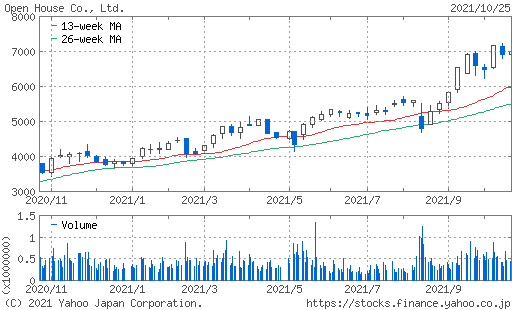 Open House Co., Ltd. 2021/10/25
8000
13-week MA
26-week MA
7000
6000
5000
4000
3000
2020/11 2021/1 2021/3 2021/5 2021/7 2021/9
1.5
Volume
1
0.5
0
(x1000000)
2020/11 2021/1 2021/3 2021/5 2021/7 2021/9
(C) 2021 Yahoo Japan Corporation. https://stocks.finance.yahoo.co.jp